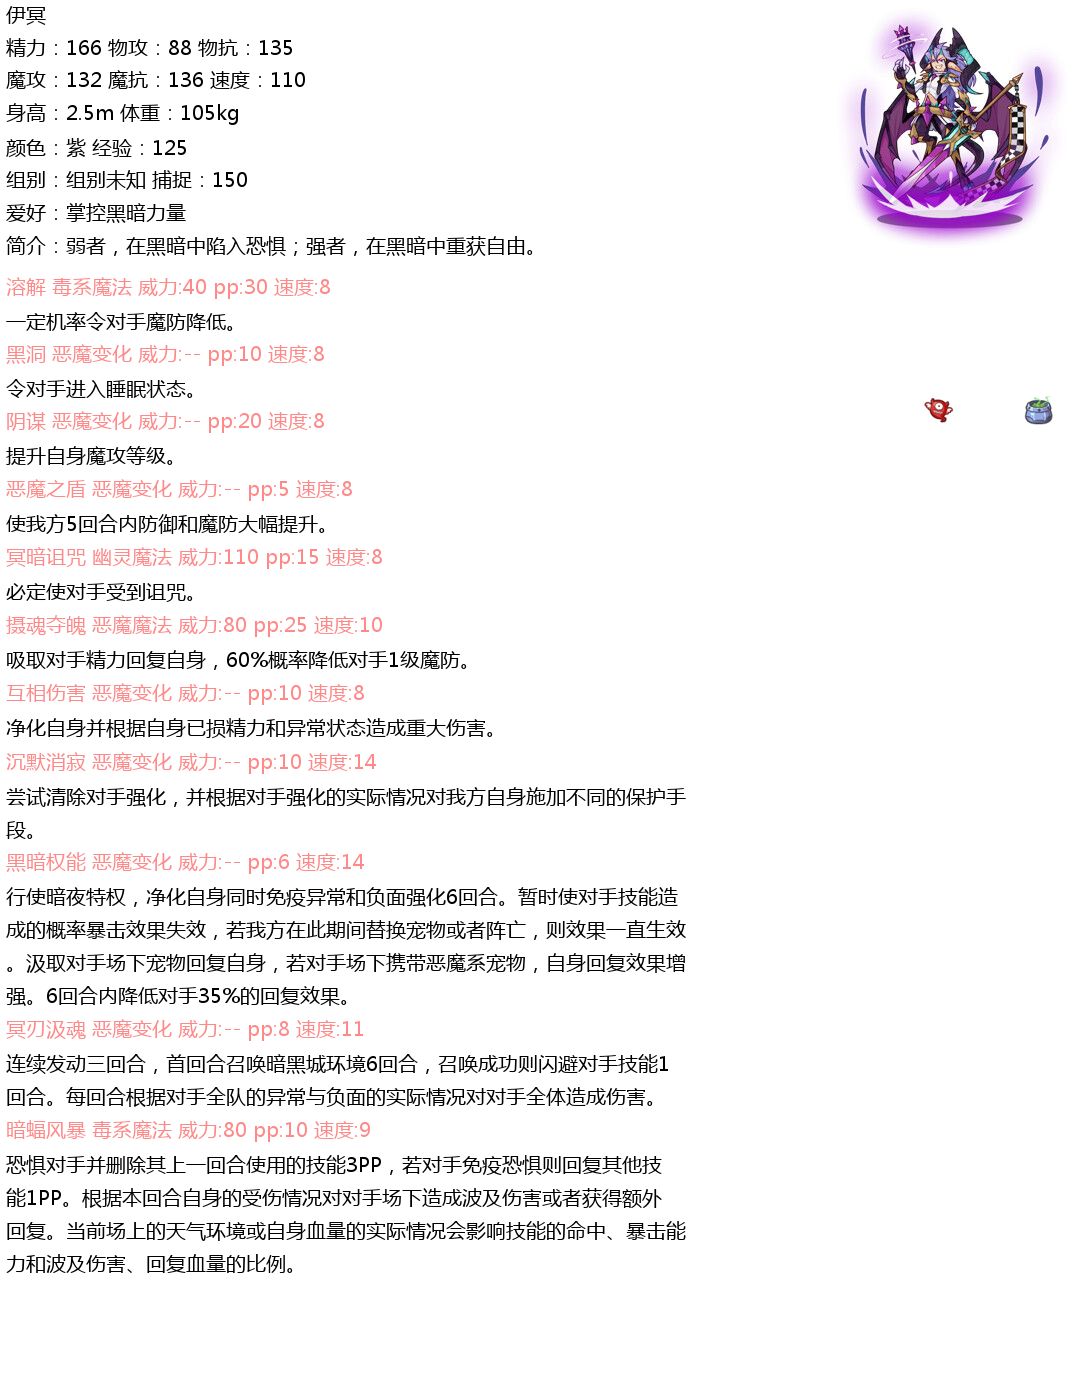 伊冥
精力：166 物攻：88 物抗：135
魔攻：132 魔抗：136 速度：110
身高：2.5m 体重：105kg
颜色：紫 经验：125
组别：组别未知 捕捉：150
爱好：掌控黑暗力量
简介：弱者，在黑暗中陷入恐惧；强者，在黑暗中重获自由。
溶解 毒系魔法 威力:40 pp:30 速度:8
一定机率令对手魔防降低。
黑洞 恶魔变化 威力:-- pp:10 速度:8
令对手进入睡眠状态。
阴谋 恶魔变化 威力:-- pp:20 速度:8
提升自身魔攻等级。
恶魔之盾 恶魔变化 威力:-- pp:5 速度:8
使我方5回合内防御和魔防大幅提升。
冥暗诅咒 幽灵魔法 威力:110 pp:15 速度:8
必定使对手受到诅咒。
摄魂夺魄 恶魔魔法 威力:80 pp:25 速度:10
吸取对手精力回复自身，60%概率降低对手1级魔防。
互相伤害 恶魔变化 威力:-- pp:10 速度:8
净化自身并根据自身已损精力和异常状态造成重大伤害。
沉默消寂 恶魔变化 威力:-- pp:10 速度:14
尝试清除对手强化，并根据对手强化的实际情况对我方自身施加不同的保护手
段。
黑暗权能 恶魔变化 威力:-- pp:6 速度:14
行使暗夜特权，净化自身同时免疫异常和负面强化6回合。暂时使对手技能造
成的概率暴击效果失效，若我方在此期间替换宠物或者阵亡，则效果一直生效
。汲取对手场下宠物回复自身，若对手场下携带恶魔系宠物，自身回复效果增
强。6回合内降低对手35%的回复效果。
冥刃汲魂 恶魔变化 威力:-- pp:8 速度:11
连续发动三回合，首回合召唤暗黑城环境6回合，召唤成功则闪避对手技能1
回合。每回合根据对手全队的异常与负面的实际情况对对手全体造成伤害。
暗蝠风暴 毒系魔法 威力:80 pp:10 速度:9
恐惧对手并删除其上一回合使用的技能3PP，若对手免疫恐惧则回复其他技
能1PP。根据本回合自身的受伤情况对对手场下造成波及伤害或者获得额外
回复。当前场上的天气环境或自身血量的实际情况会影响技能的命中、暴击能
力和波及伤害、回复血量的比例。